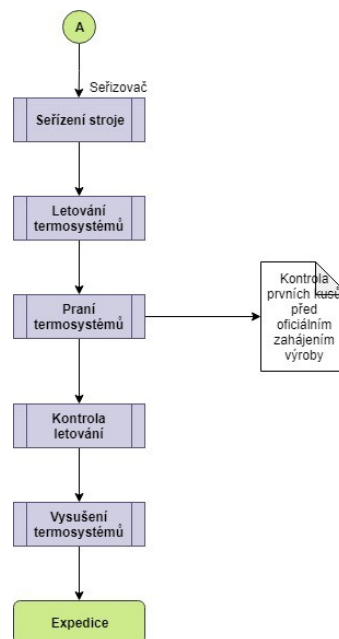 A
Seřizovač
Seřízení stroje
Letování
termosystémů
Praní
termosystémů
Kontrola
prvních kusů
před
oficiálním
zahájením
výroby
Kontrola
letování
Vysušení
termosystémů
Expedice